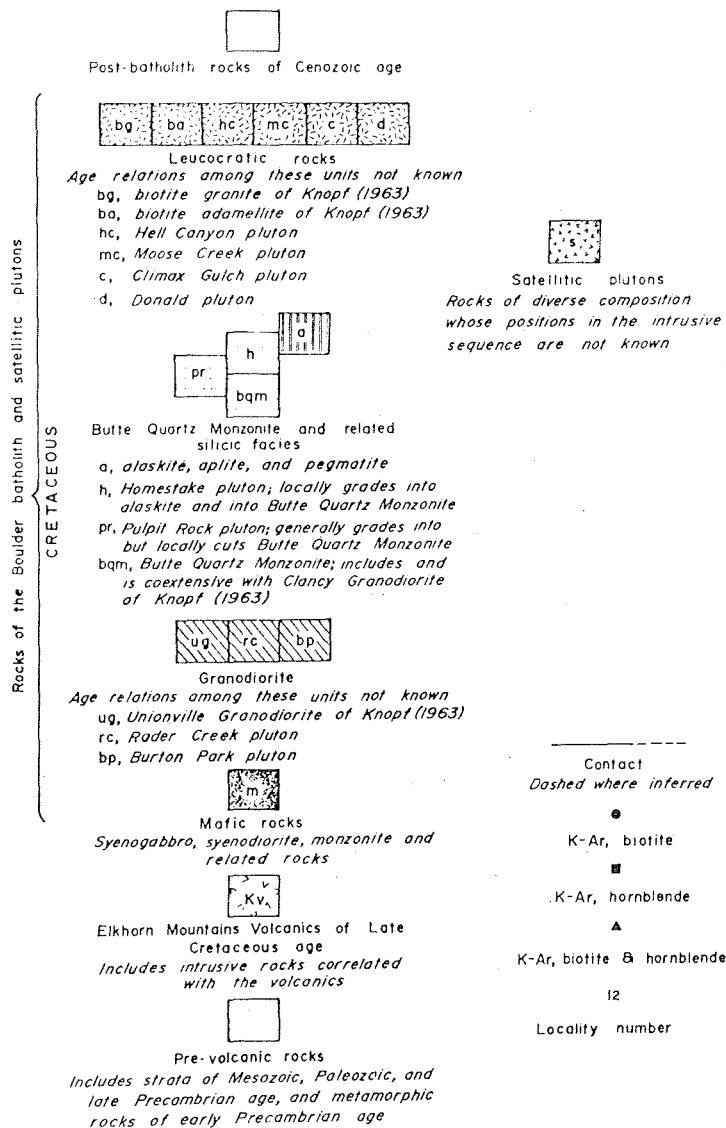 Post-batholith rocks of Cenozoic age
bg ba hc mc c d
Leucocratic rocks
Age relations among these units not known
bg, biotite granite of Knopf (1963)
ba, biotite adamellite of Knopf (1963)
hc, Hell Canyon pluton
mc, Moose Creek pluton
c, Climax Gulch pluton
d, Donald pluton
s
Satellitic plutons
Rocks of diverse composition
whose positions in the intrusive
sequence are not known
a
h
pr
bqm
Butte Quartz Monzonite and related
silicic facies
a, alaskite, aplite, and pegmatite
h, Homestake pluton; locally grades into
alaskite and into Butte Quartz Monzonite
pr, Pulpit Rock pluton; generally grades into
but locally cuts Butte Quartz Monzonite
bqm, Butte Quartz Monzonite; includes and
is coextensive with Clancy Granodiorite
of Knopf (1963)
ug rc bp
Granodiorite
Age relations among these units not known
ug, Unionville Granodiorite of Knopf (1963)
rc, Rader Creek pluton
bp, Burton Park pluton
m
Mafic rocks
Syenogabbro, syenodiorite, monzonite and
related rocks
Rocks of the Boulder batholith and satellitic plutons
CRETACEOUS
Kv
Elkhorn Mountains Volcanics of Late
Cretaceous age
Includes intrusive rocks correlated
with the volcanics
Pre-volcanic rocks
Includes strata of Mesozoic, Paleozoic, and
late Precambrian age, and metamorphic
rocks of early Precambrian age
Contact
Dashed where inferred
K-Ar, biotite
K-Ar, hornblende
K-Ar, biotite & hornblende
12
Locality number